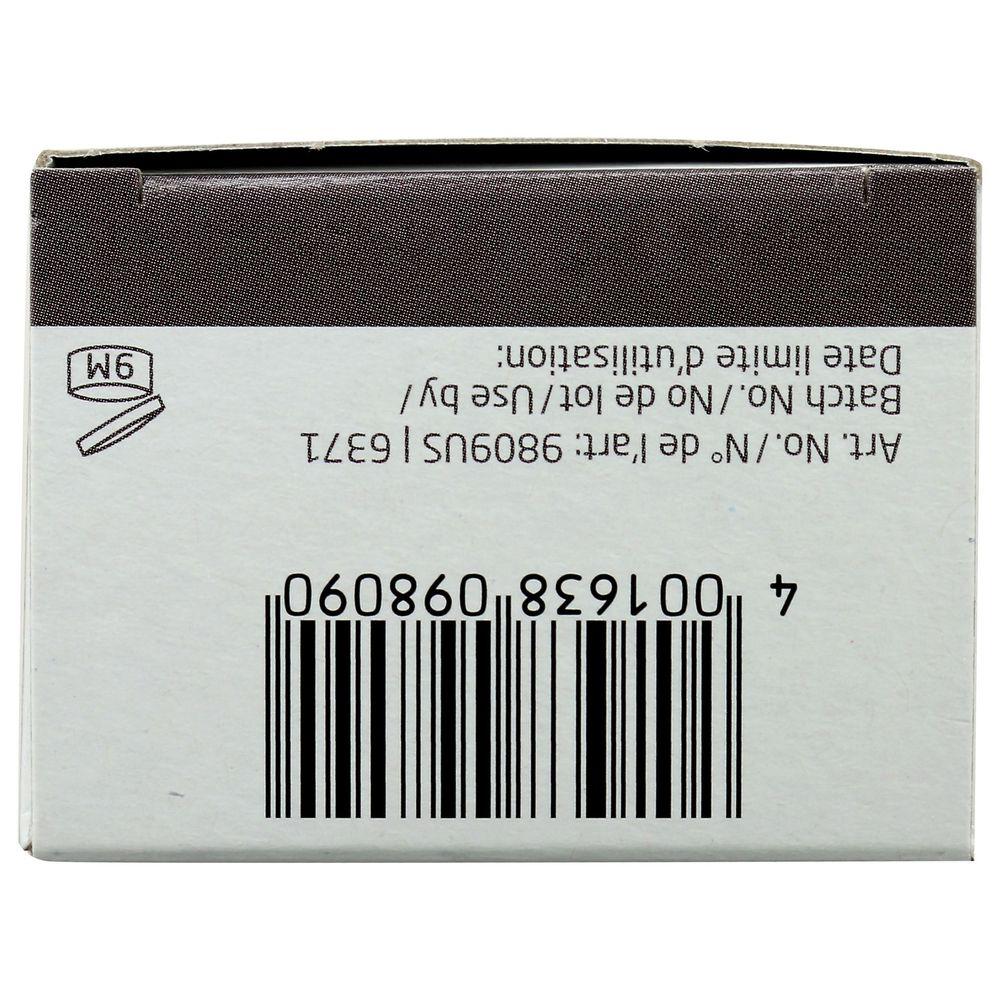 4 001638 098090
Art. No./N° de l'art: 9809US | 6371
Batch No./No de lot/Use by/
Date limite d'utilisation:
9M